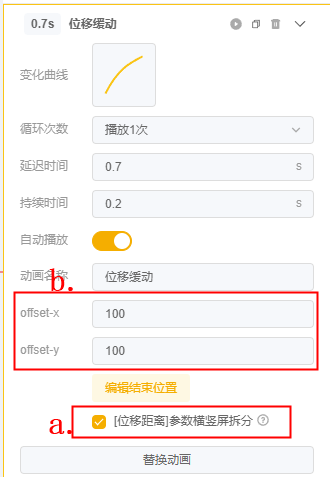 0.7s 位移缓动
变化曲线
循环次数 播放1次
延迟时间 0.7 s
持续时间 0.2 s
自动播放
动画名称 位移缓动
b.
offset-x 100
offset-y 100
编辑结束位置
a. [位移距离]参数横竖屏拆分 ?
替换动画